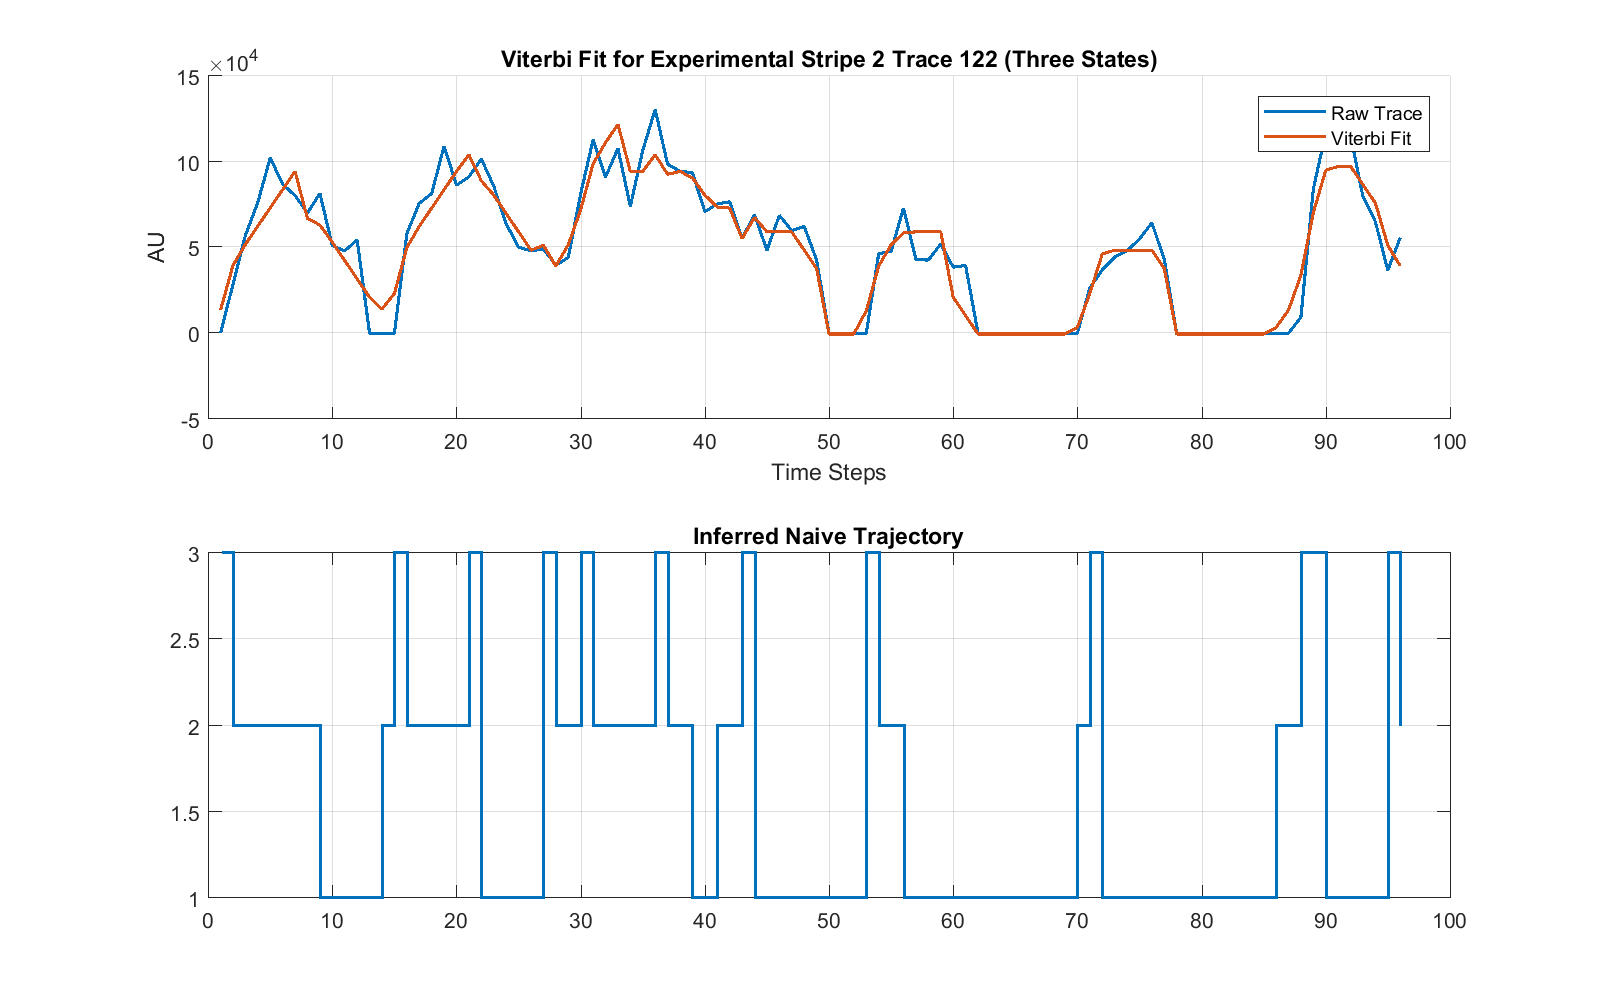 Viterbi Fit for Experimental Stripe 2 Trace 122 (Three States)
×10⁴
15
10
5
0
-5
AU
Raw Trace
Viterbi Fit
0 10 20 30 40 50 60 70 80 90 100
Time Steps
Inferred Naive Trajectory
3
2.5
2
1.5
1
0 10 20 30 40 50 60 70 80 90 100